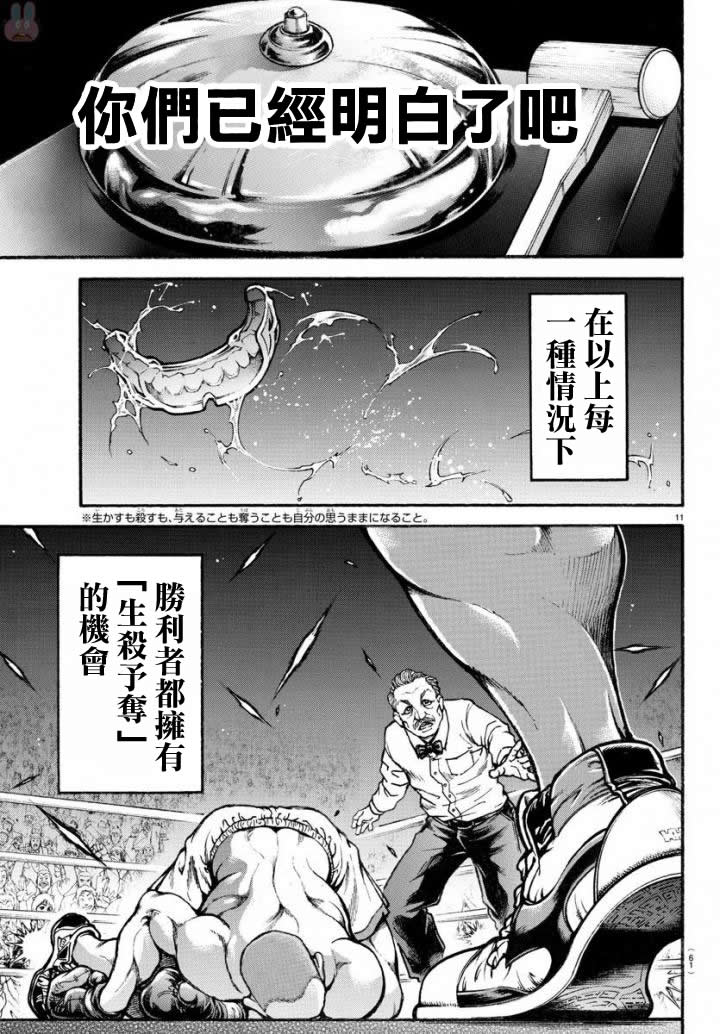 你們已經明白了吧
在以上每
一種情況下
※生かすも殺すも、与えることも奪うことも自分の思うままになること。
11
勝利者都擁有
「生殺予奪」
的機會
(61)